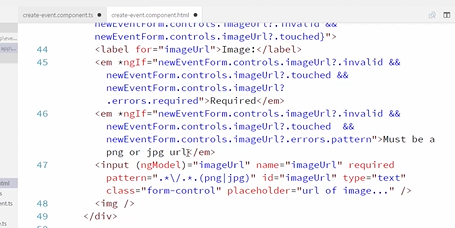 create-event.component.ts
create-event.component.html
newEventForm.controls.imageUrl?.invalid &&
newEventForm.controls.imageUrl?.touched}">
44 <label for="imageUrl">Image:</label>
45 <em *ngIf="newEventForm.controls.imageUrl?.invalid &&
newEventForm.controls.imageUrl?.touched &&
newEventForm.controls.imageUrl?
.errors.required">Required</em>
46 <em *ngIf="newEventForm.controls.imageUrl?.invalid &&
newEventForm.controls.imageUrl?.touched &&
newEventForm.controls.imageUrl?.errors.pattern">Must be a
png or jpg url</em>
47 <input (ngModel)="imageUrl" name="imageUrl" required
pattern=".*\/.*.(png|jpg)" id="imageUrl" type="text"
class="form-control" placeholder="url of image..." />
48 <img />
49 </div>